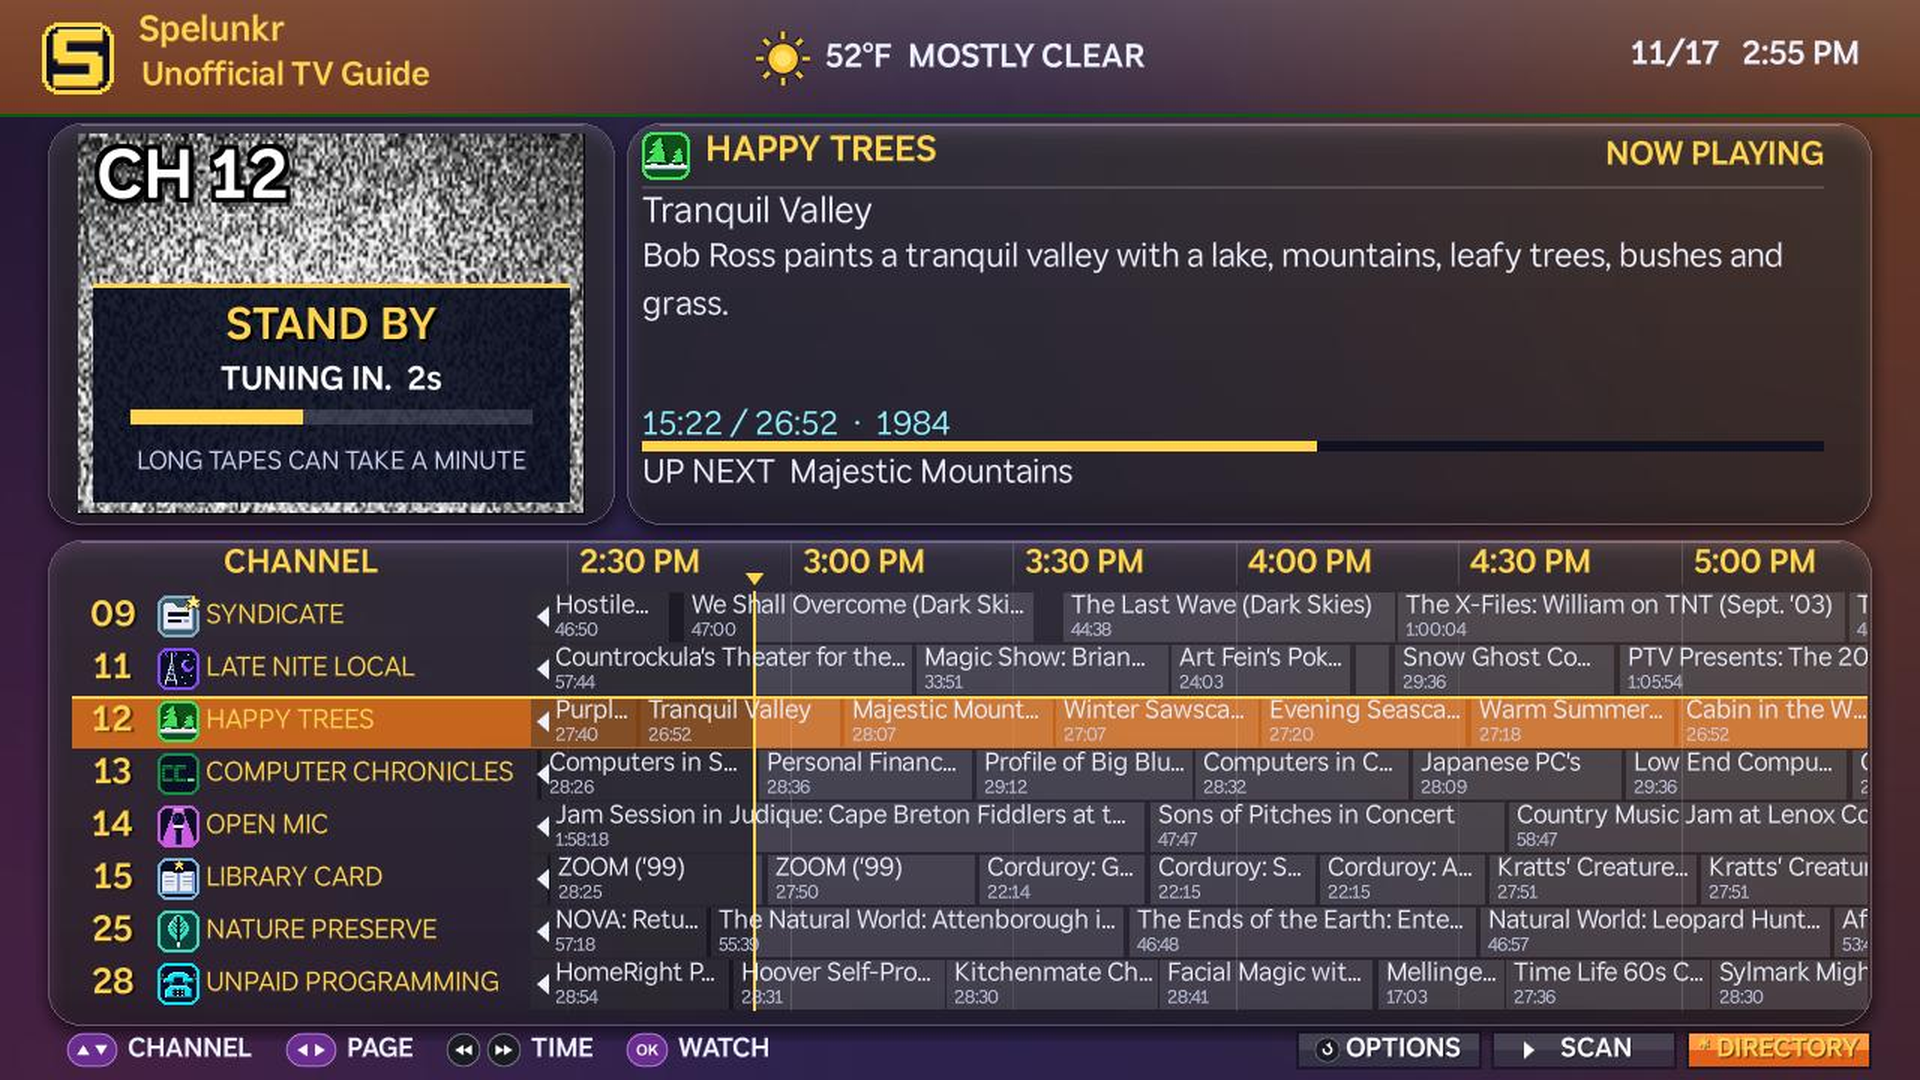 S
Spelunkr
Unofficial TV Guide
52°F MOSTLY CLEAR
11/17 2:55 PM
CH 12
STAND BY
TUNING IN. 2s
LONG TAPES CAN TAKE A MINUTE
HAPPY TREES
NOW PLAYING
Tranquil Valley
Bob Ross paints a tranquil valley with a lake, mountains, leafy trees, bushes and
grass.
15:22 / 26:52 · 1984
UP NEXT Majestic Mountains
CHANNEL 2:30 PM 3:00 PM 3:30 PM 4:00 PM 4:30 PM 5:00 PM
09 SYNDICATE Hostile... We Shall Overcome (Dark Ski... The Last Wave (Dark Skies) The X-Files: William on TNT (Sept. '03) T
46:50 47:00 44:38 1:00:04 4
11 LATE NITE LOCAL Countrockula's Theater for the... Magic Show: Brian... Art Fein's Pok... Snow Ghost Co... PTV Presents: The 20
57:44 33:51 24:03 29:36 1:05:54
12 HAPPY TREES Purpl... Tranquil Valley Majestic Mount... Winter Sawsca... Evening Seasca... Warm Summer... Cabin in the W...
27:40 26:52 28:07 27:07 27:20 27:18 26:52
13 CC. COMPUTER CHRONICLES Computers in S... Personal Financ... Profile of Big Blu... Computers in C... Japanese PC's Low End Compu...
28:26 28:36 29:12 28:32 28:09 29:36 2
14 OPEN MIC Jam Session in Judique: Cape Breton Fiddlers at t... Sons of Pitches in Concert Country Music Jam at Lenox Co
1:58:18 47:47 58:47
15 LIBRARY CARD ZOOM ('99) ZOOM ('99) Corduroy: G... Corduroy: S... Corduroy: A... Kratts' Creature... Kratts' Creatur
28:25 27:50 22:14 22:15 22:15 27:51 27:51
25 NATURE PRESERVE NOVA: Retu... The Natural World: Attenborough i... The Ends of the Earth: Ente... Natural World: Leopard Hunt... Af
57:18 55:39 46:48 46:57 53:4
28 UNPAID PROGRAMMING HomeRight P... Hoover Self-Pro... Kitchenmate Ch... Facial Magic wit... Mellinge... Time Life 60s C... Sylmark Migh
28:54 28:31 28:30 28:41 17:03 27:36 28:30
CHANNEL PAGE TIME OK WATCH OPTIONS SCAN * DIRECTORY